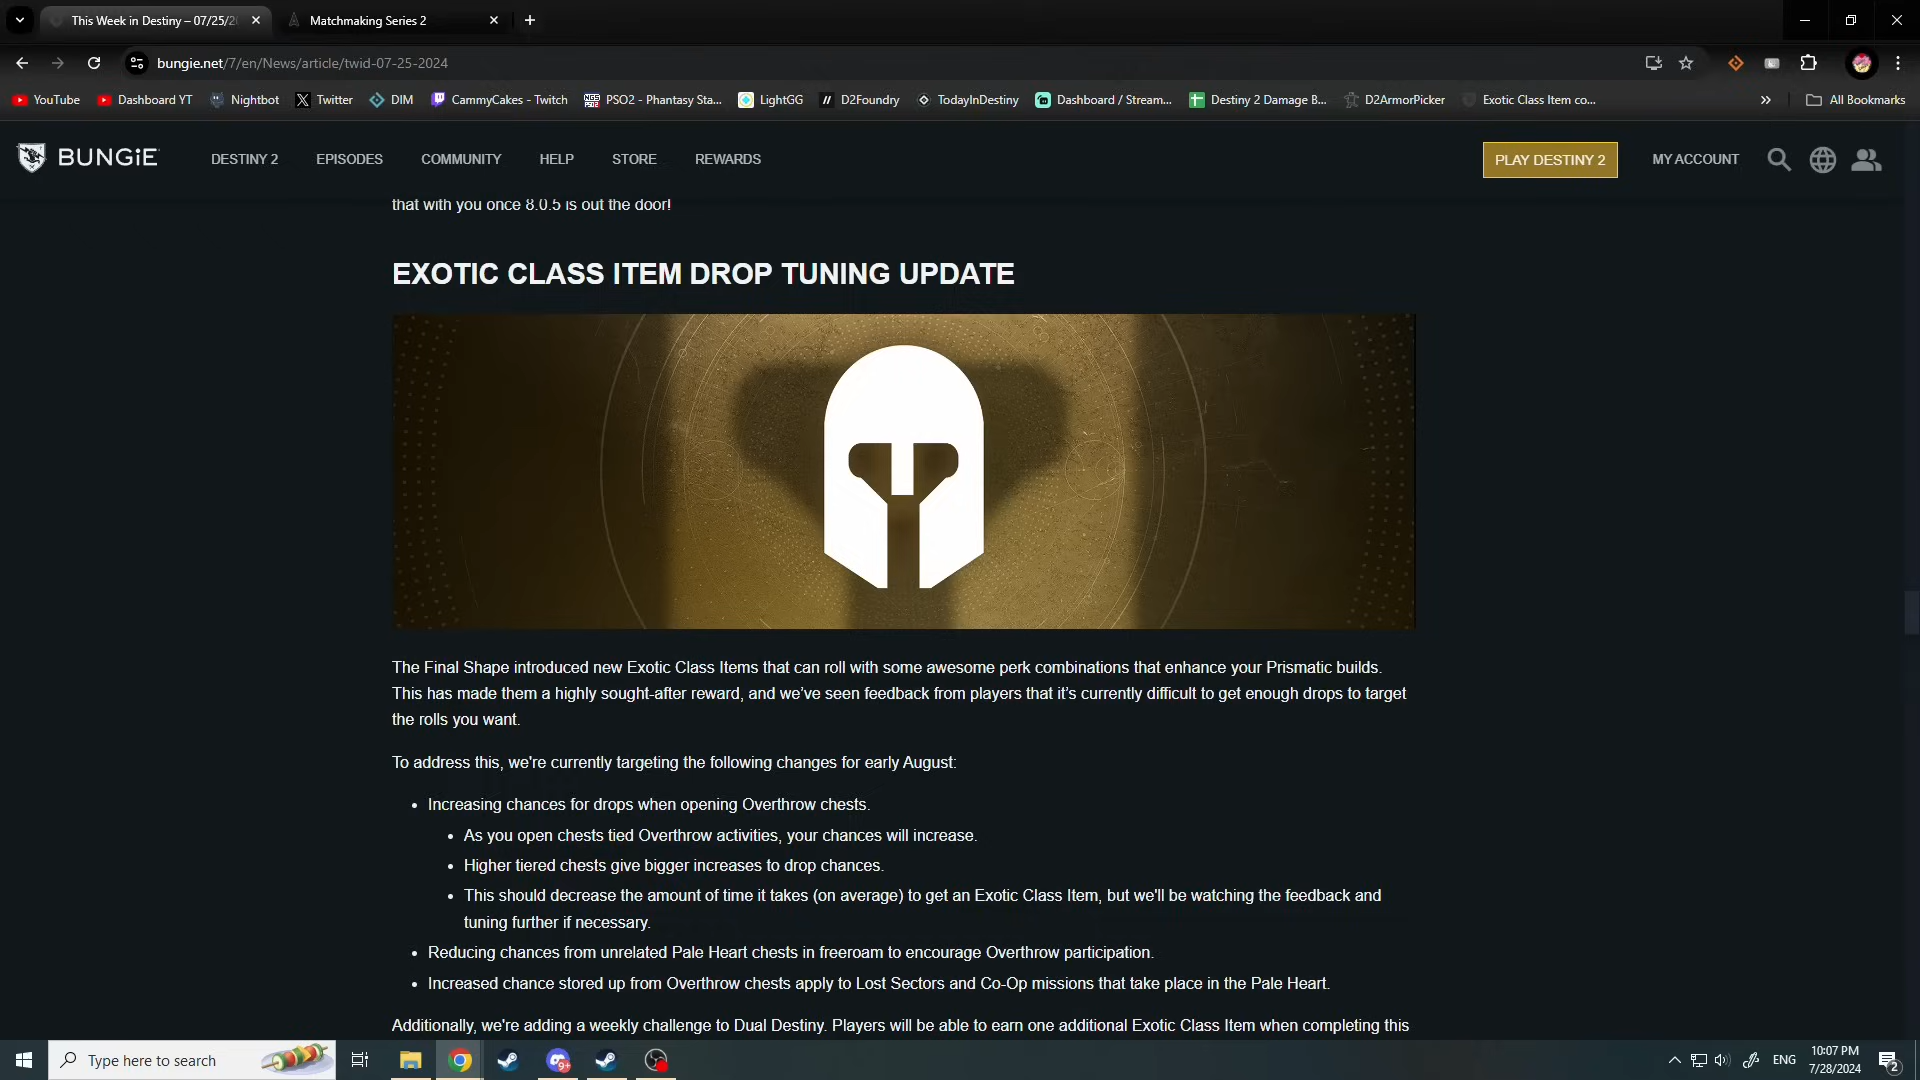 This Week in Destiny – 07/25/2
Matchmaking Series 2
bungie.net/7/en/News/article/twid-07-25-2024
YouTube
Dashboard YT
Nightbot
Twitter
DIM
CammyCakes - Twitch
PSO2 - Phantasy Sta...
LightGG
D2Foundry
TodayInDestiny
Dashboard / Stream...
Destiny 2 Damage B...
D2ArmorPicker
Exotic Class Item co...
All Bookmarks
BUNGiE
DESTINY 2
EPISODES
COMMUNITY
HELP
STORE
REWARDS
PLAY DESTINY 2
MY ACCOUNT
that with you once 8.0.5 is out the door!
EXOTIC CLASS ITEM DROP TUNING UPDATE
The Final Shape introduced new Exotic Class Items that can roll with some awesome perk combinations that enhance your Prismatic builds.
This has made them a highly sought-after reward, and we’ve seen feedback from players that it’s currently difficult to get enough drops to target
the rolls you want.
To address this, we're currently targeting the following changes for early August:
• Increasing chances for drops when opening Overthrow chests.
• As you open chests tied Overthrow activities, your chances will increase.
• Higher tiered chests give bigger increases to drop chances.
• This should decrease the amount of time it takes (on average) to get an Exotic Class Item, but we'll be watching the feedback and
tuning further if necessary.
• Reducing chances from unrelated Pale Heart chests in freeroam to encourage Overthrow participation.
• Increased chance stored up from Overthrow chests apply to Lost Sectors and Co-Op missions that take place in the Pale Heart.
Additionally, we're adding a weekly challenge to Dual Destiny. Players will be able to earn one additional Exotic Class Item when completing this
Type here to search
9+
ENG
10:07 PM
7/28/2024
2